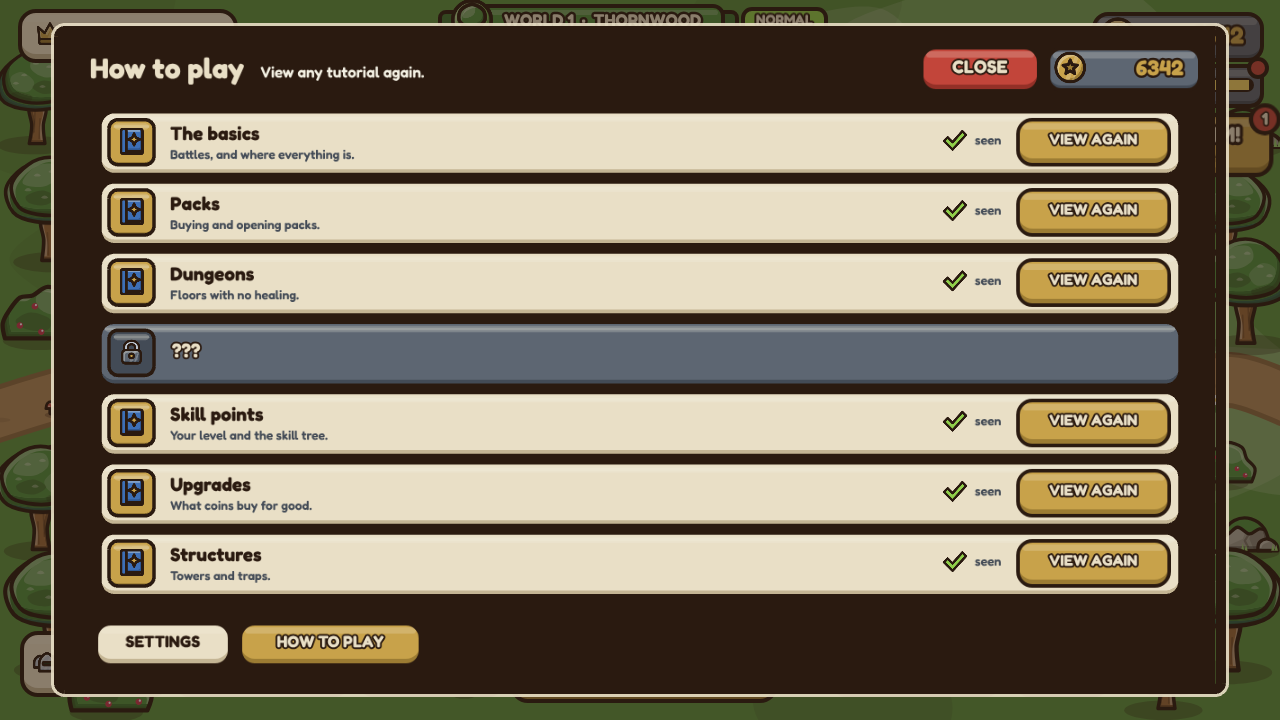 WORLD 1 · THORNWOOD
NORMAL
How to play
View any tutorial again.
CLOSE
6342
1
The basics
Battles, and where everything is.
seen
VIEW AGAIN
Packs
Buying and opening packs.
seen
VIEW AGAIN
Dungeons
Floors with no healing.
seen
VIEW AGAIN
???
Skill points
Your level and the skill tree.
seen
VIEW AGAIN
Upgrades
What coins buy for good.
seen
VIEW AGAIN
Structures
Towers and traps.
seen
VIEW AGAIN
SETTINGS
HOW TO PLAY